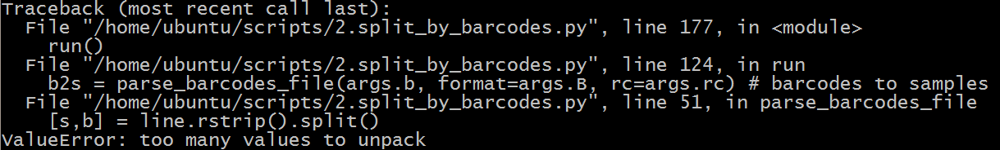 Traceback (most recent call last):
  File "/home/ubuntu/scripts/2.split_by_barcodes.py", line 177, in <module>
    run()
  File "/home/ubuntu/scripts/2.split_by_barcodes.py", line 124, in run
    b2s = parse_barcodes_file(args.b, format=args.B, rc=args.rc) # barcodes to samples
  File "/home/ubuntu/scripts/2.split_by_barcodes.py", line 51, in parse_barcodes_file
    [s,b] = line.rstrip().split()
ValueError: too many values to unpack